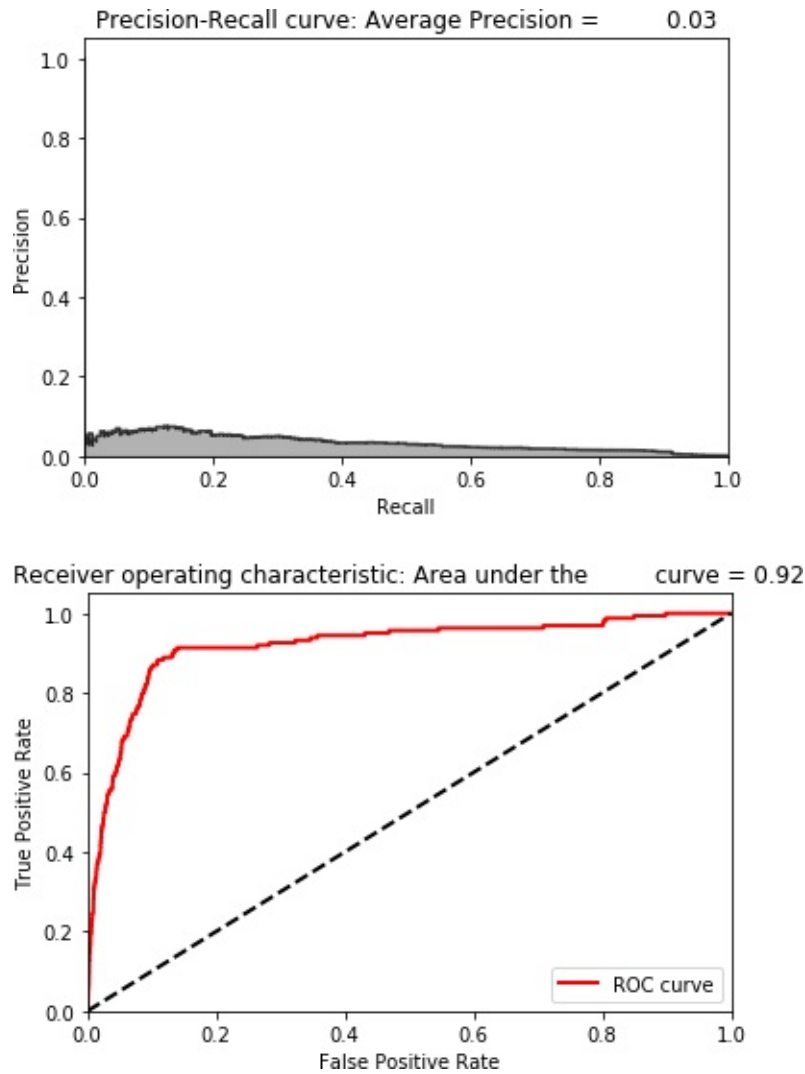 Precision-Recall curve: Average Precision = 0.03
1.0
0.8
0.6
0.4
0.2
0.0
Precision
0.0 0.2 0.4 0.6 0.8 1.0
Recall
Receiver operating characteristic: Area under the curve = 0.92
1.0
0.8
0.6
0.4
0.2
0.0
True Positive Rate
ROC curve
0.0 0.2 0.4 0.6 0.8 1.0
False Positive Rate